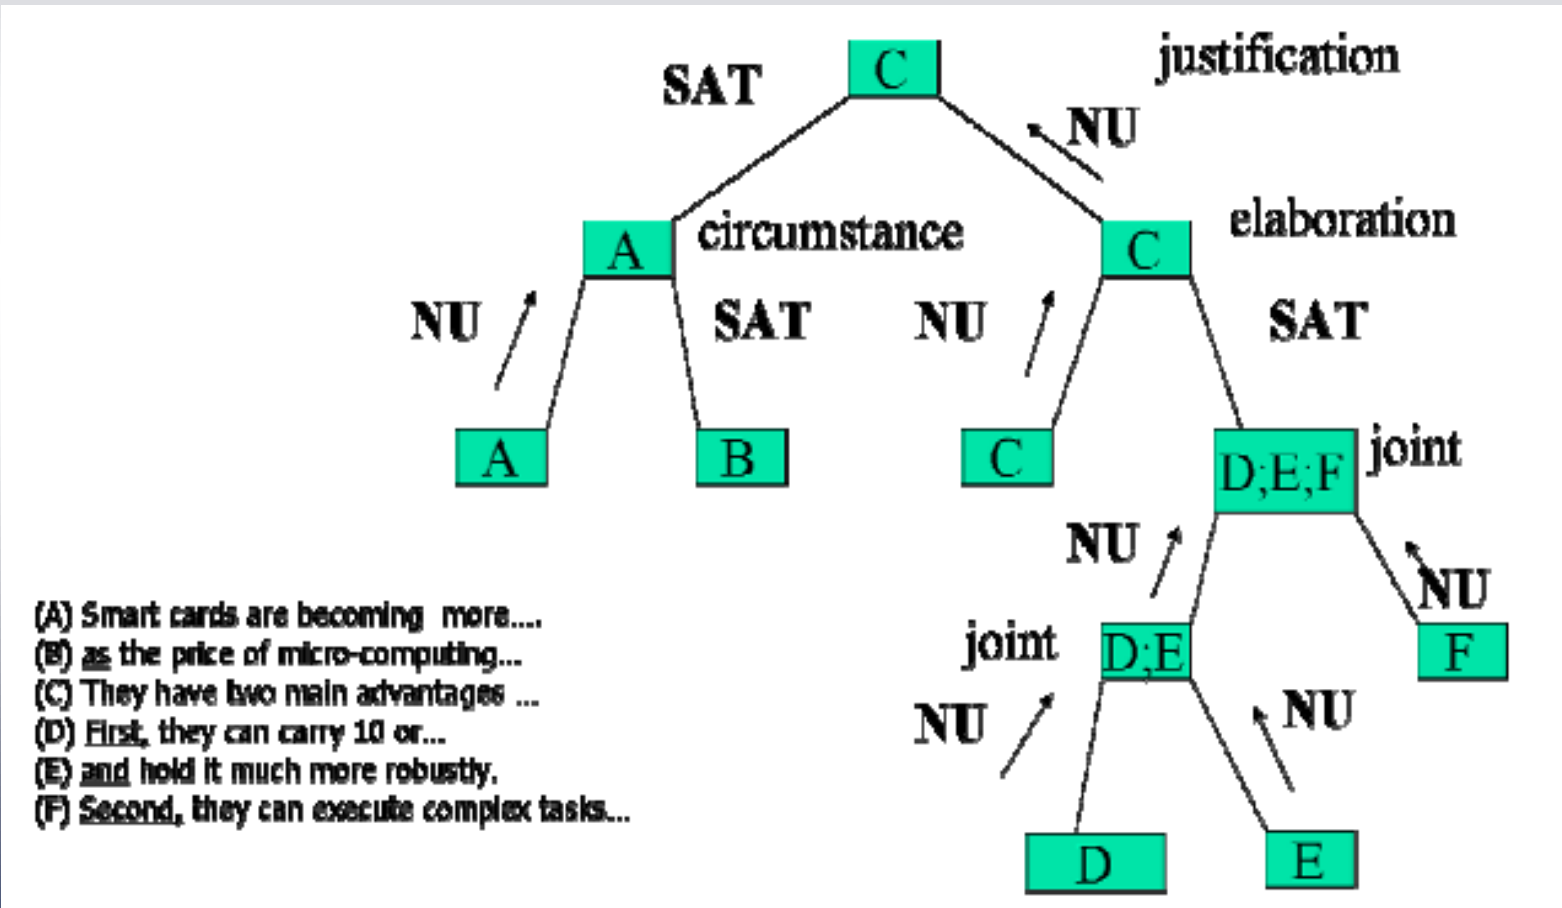 C
justification
SAT
NU
A
circumstance
C
elaboration
NU
SAT
NU
SAT
A
B
C
D;E;F
joint
NU
NU
joint
D;E
F
NU
NU
D
E
(A) Smart cards are becoming more....
(B) as the price of micro-computing...
(C) They have two main advantages ...
(D) First, they can carry 10 or...
(E) and hold it much more robustly.
(F) Second, they can execute complex tasks...